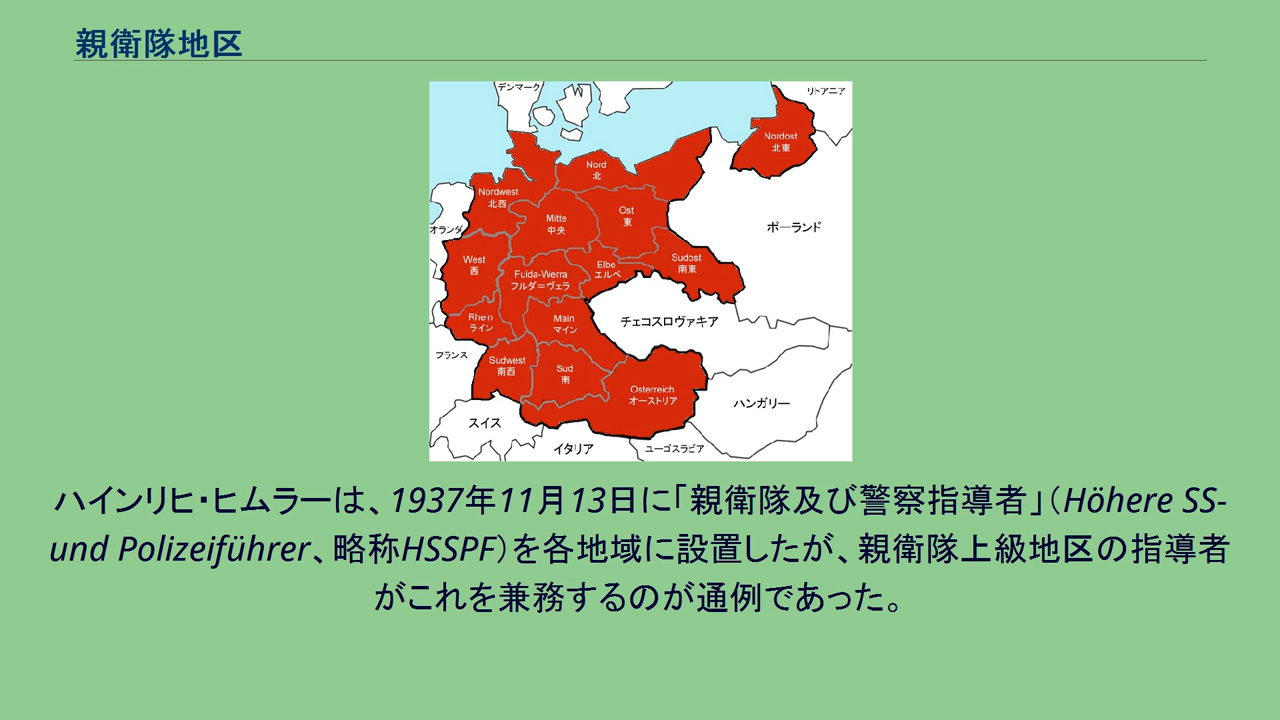 親衛隊地区
デンマーク
リトアニア
Nordost
北東
Nord
北
Nordwest
北西
オランダ
Mitte
中央
Ost
東
ポーランド
West
西
Fulda-Werra
フルダ＝ヴェラ
Elbe
エルベ
Sudost
南東
Rhein
ライン
Main
マイン
チェコスロヴァキア
フランス
Sudwest
南西
Sud
南
Osterreich
オーストリア
ハンガリー
スイス
イタリア
ユーゴスラビア
ハインリヒ・ヒムラーは、1937年11月13日に「親衛隊及び警察指導者」（Höhere SS-
und Polizeiführer、略称HSSPF）を各地域に設置したが、親衛隊上級地区の指導者
がこれを兼務するのが通例であった。